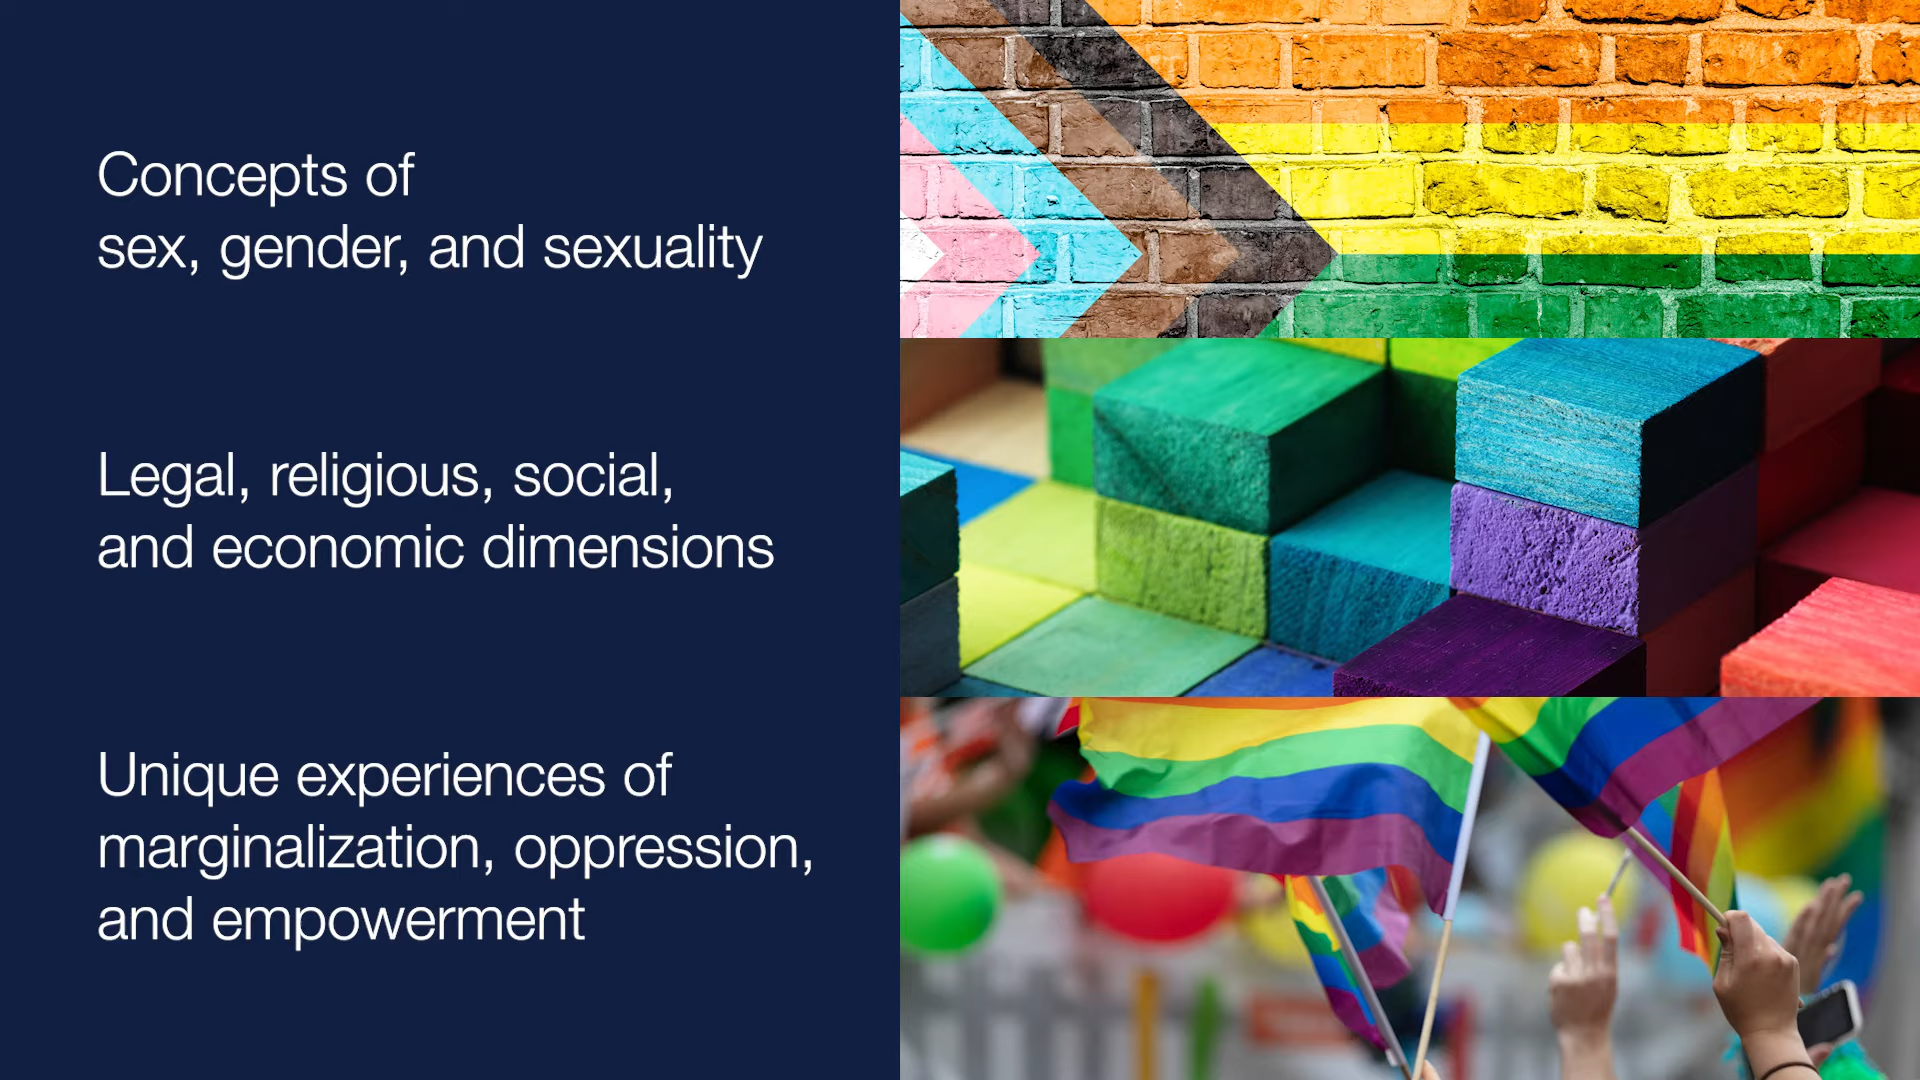 Concepts of
sex, gender, and sexuality
Legal, religious, social,
and economic dimensions
Unique experiences of
marginalization, oppression,
and empowerment